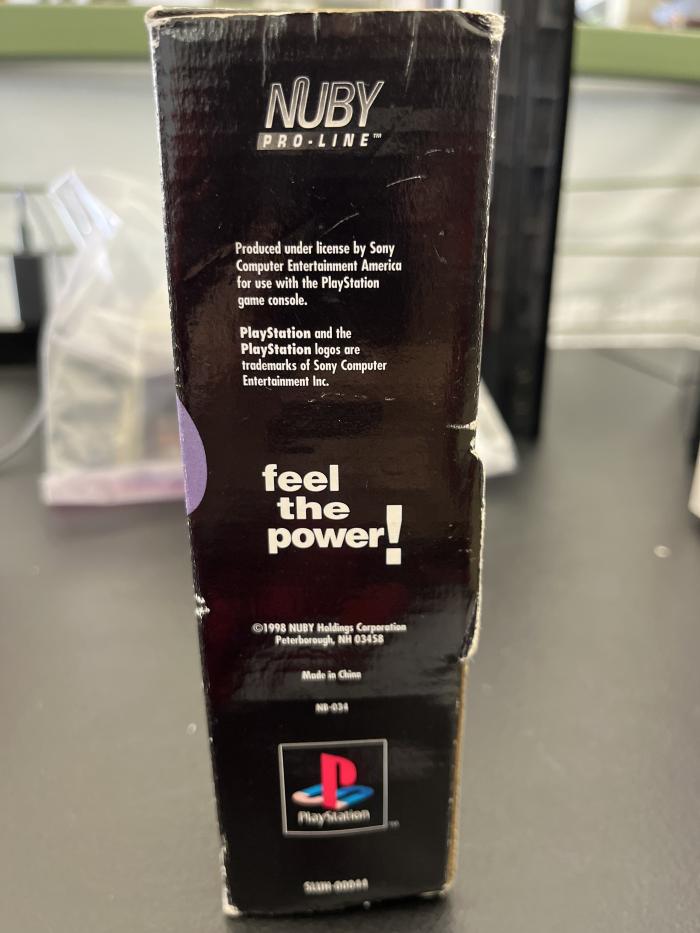 NUBY
PRO-LINE™
Produced under license by Sony
Computer Entertainment America
for use with the PlayStation
game console.
PlayStation and the
PlayStation logos are
trademarks of Sony Computer
Entertainment Inc.
feel
the
power!
©1998 NUBY Holdings Corporation
Peterborough, NH 03458
Made in China
NB-034
PlayStation
SLUH-00044